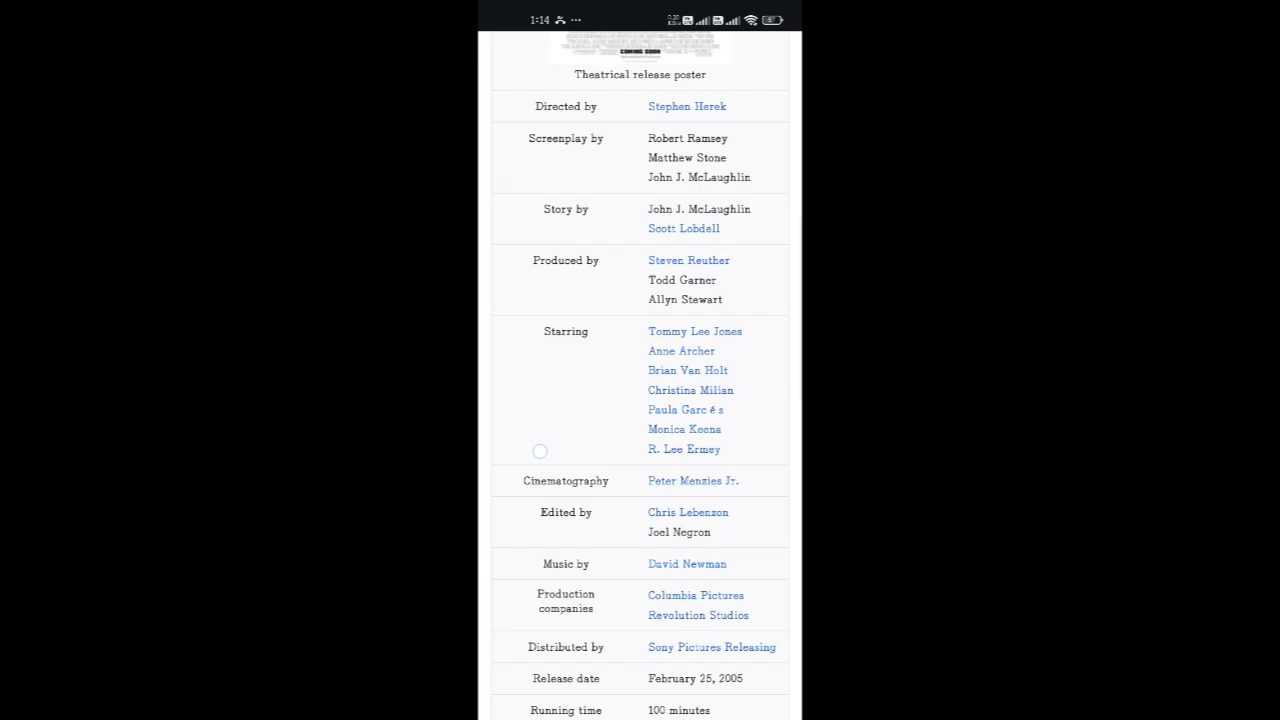 1:14
COMING SOON
Theatrical release poster
Directed by Stephen Herek
Screenplay by Robert Ramsey
Matthew Stone
John J. McLaughlin
Story by John J. McLaughlin
Scott Lobdell
Produced by Steven Reuther
Todd Garner
Allyn Stewart
Starring Tommy Lee Jones
Anne Archer
Brian Van Holt
Christina Milian
Paula Garcés
Monica Keena
R. Lee Ermey
Cinematography Peter Menzies Jr.
Edited by Chris Lebenzon
Joel Negron
Music by David Newman
Production
companies
Columbia Pictures
Revolution Studios
Distributed by Sony Pictures Releasing
Release date February 25, 2005
Running time 100 minutes